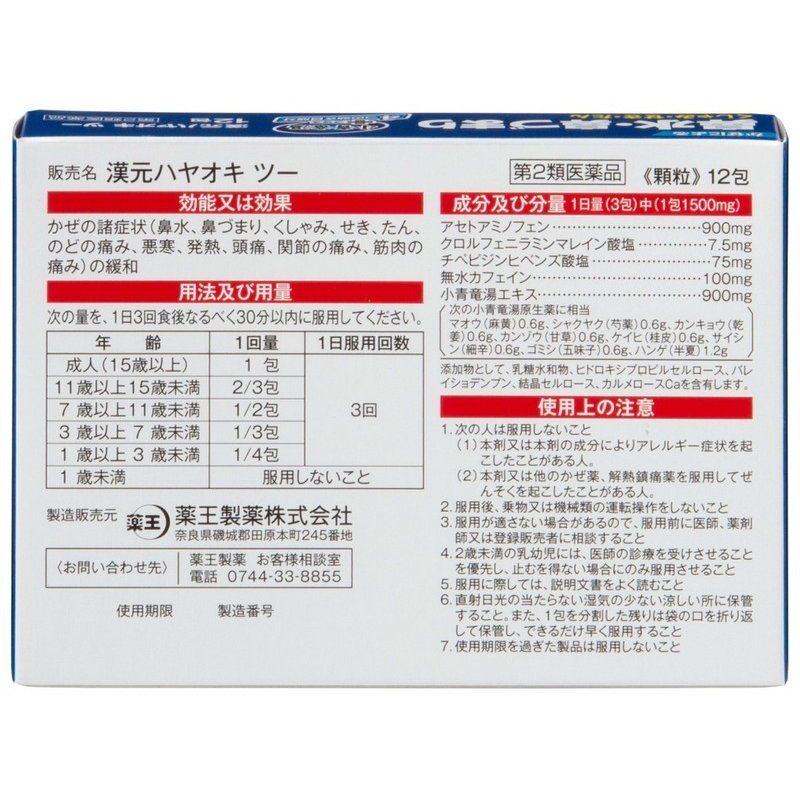 かぜによる
鼻水・鼻づまり
くしゃみ・せき・たん
漢元ハヤオキ ツー
12包
第2類医薬品
販売名 漢元ハヤオキ ツー
第2類医薬品
《顆粒》12包
効能又は効果
かぜの諸症状(鼻水、鼻づまり、くしゃみ、せき、たん、
のどの痛み、悪寒、発熱、頭痛、関節の痛み、筋肉の
痛み)の緩和
用法及び用量
次の量を、1日3回食後なるべく30分以内に服用してください。
年 齢 1回量 1日服用回数
成人(15歳以上) 1 包
11歳以上15歳未満 2/3包
7 歳以上11歳未満 1/2包
3回
3 歳以上 7 歳未満 1/3包
1 歳以上 3 歳未満 1/4包
1 歳未満 服用しないこと
製造販売元 薬王 薬王製薬株式会社
奈良県磯城郡田原本町245番地
〈お問い合わせ先〉
薬王製薬 お客様相談室
電話 0744-33-8855
使用期限 製造番号
成分及び分量 1日量(3包)中(1包1500mg)
アセトアミノフェン 900mg
クロルフェニラミンマレイン酸塩 7.5mg
チペピジンヒベンズ酸塩 75mg
無水カフェイン 100mg
小青竜湯エキス 900mg
次の小青竜湯原生薬に相当
マオウ(麻黄)0.6g、シャクヤク(芍薬)0.6g、カンキョウ(乾
姜)0.6g、カンゾウ(甘草)0.6g、ケイヒ(桂皮)0.6g、サイシン
(細辛)0.6g、ゴミシ(五味子)0.6g、ハンゲ(半夏)1.2g
添加物として、乳糖水和物、ヒドロキシプロピルセルロース、バレ
イショデンプン、結晶セルロース、カルメロースCaを含有します。
使用上の注意
1. 次の人は服用しないこと
(1)本剤又は本剤の成分によりアレルギー症状を起
こしたことがある人。
(2)本剤又は他のかぜ薬、解熱鎮痛薬を服用してぜ
んそくを起こしたことがある人。
2. 服用後、乗物又は機械類の運転操作をしないこと
3. 服用が適さない場合があるので、服用前に医師、薬剤
師又は登録販売者に相談すること
4. 2歳未満の乳幼児には、医師の診療を受けさせること
を優先し、止むを得ない場合にのみ服用させること
5. 服用に際しては、説明文書をよく読むこと
6. 直射日光の当たらない湿気の少ない涼しい所に保管
すること。また、1包を分割した残りは袋の口を折り返
して保管し、できるだけ早く服用すること
7. 使用期限を過ぎた製品は服用しないこと